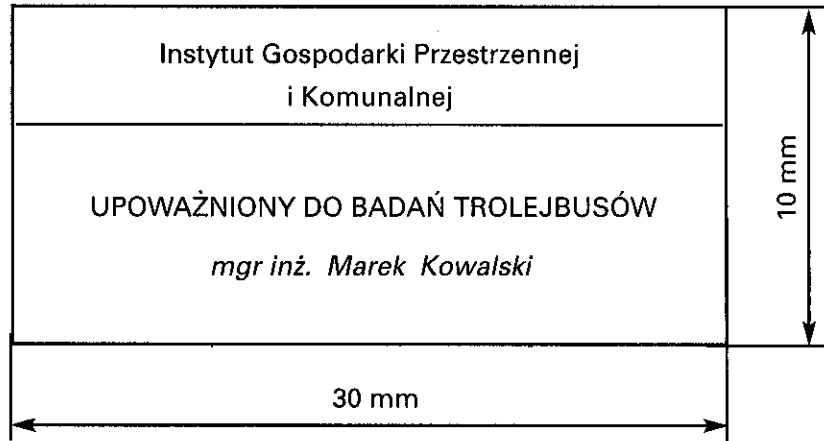 Instytut Gospodarki Przestrzennej
i Komunalnej
UPOWAŻNIONY DO BADAŃ TROLEJBUSÓW
mgr inż. Marek Kowalski
10 mm
30 mm